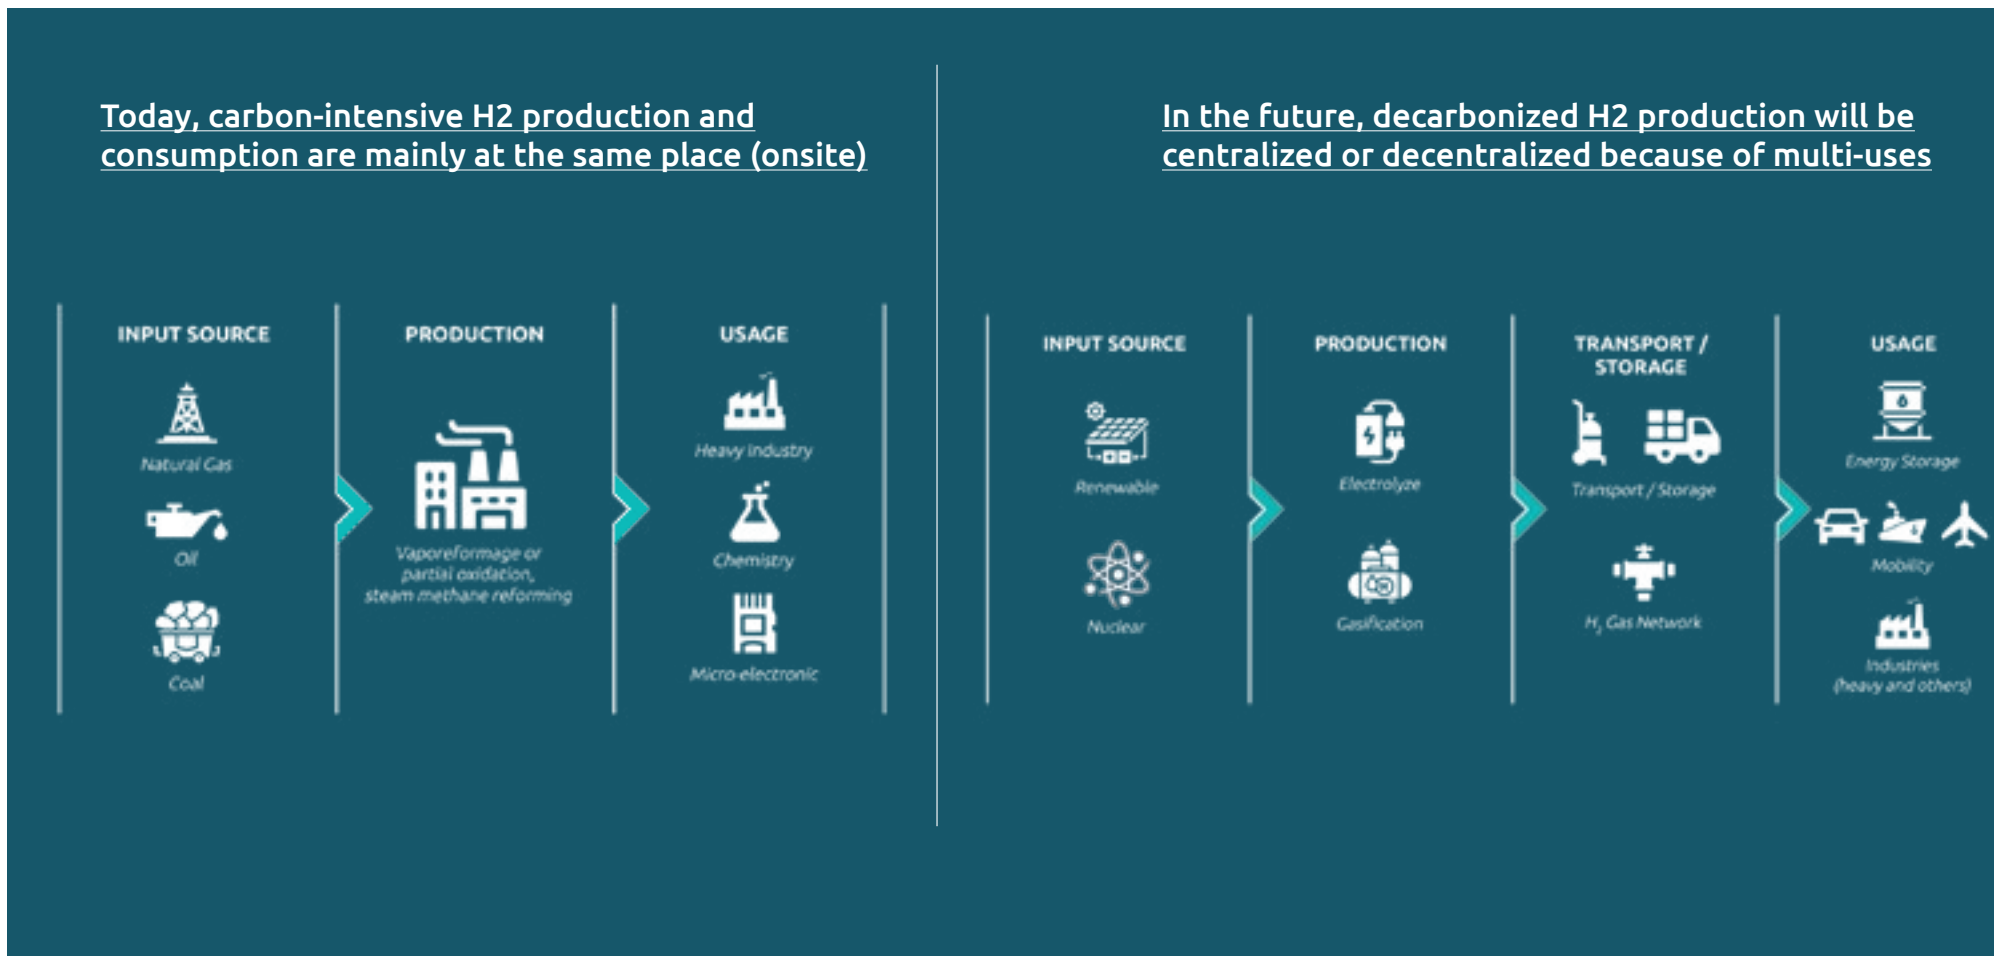 Today, carbon-intensive H2 production and
consumption are mainly at the same place (onsite)
INPUT SOURCE
Natural Gas
Oil
Coal
PRODUCTION
Vaporeformage or
partial oxidation,
steam methane reforming
USAGE
Heavy Industry
Chemistry
Micro-electronic
In the future, decarbonized H2 production will be
centralized or decentralized because of multi-uses
INPUT SOURCE
Renewable
Nuclear
PRODUCTION
Electrolyze
Gasification
TRANSPORT /
STORAGE
Transport / Storage
H₂ Gas Network
USAGE
Energy Storage
Mobility
Industries
(heavy and others)